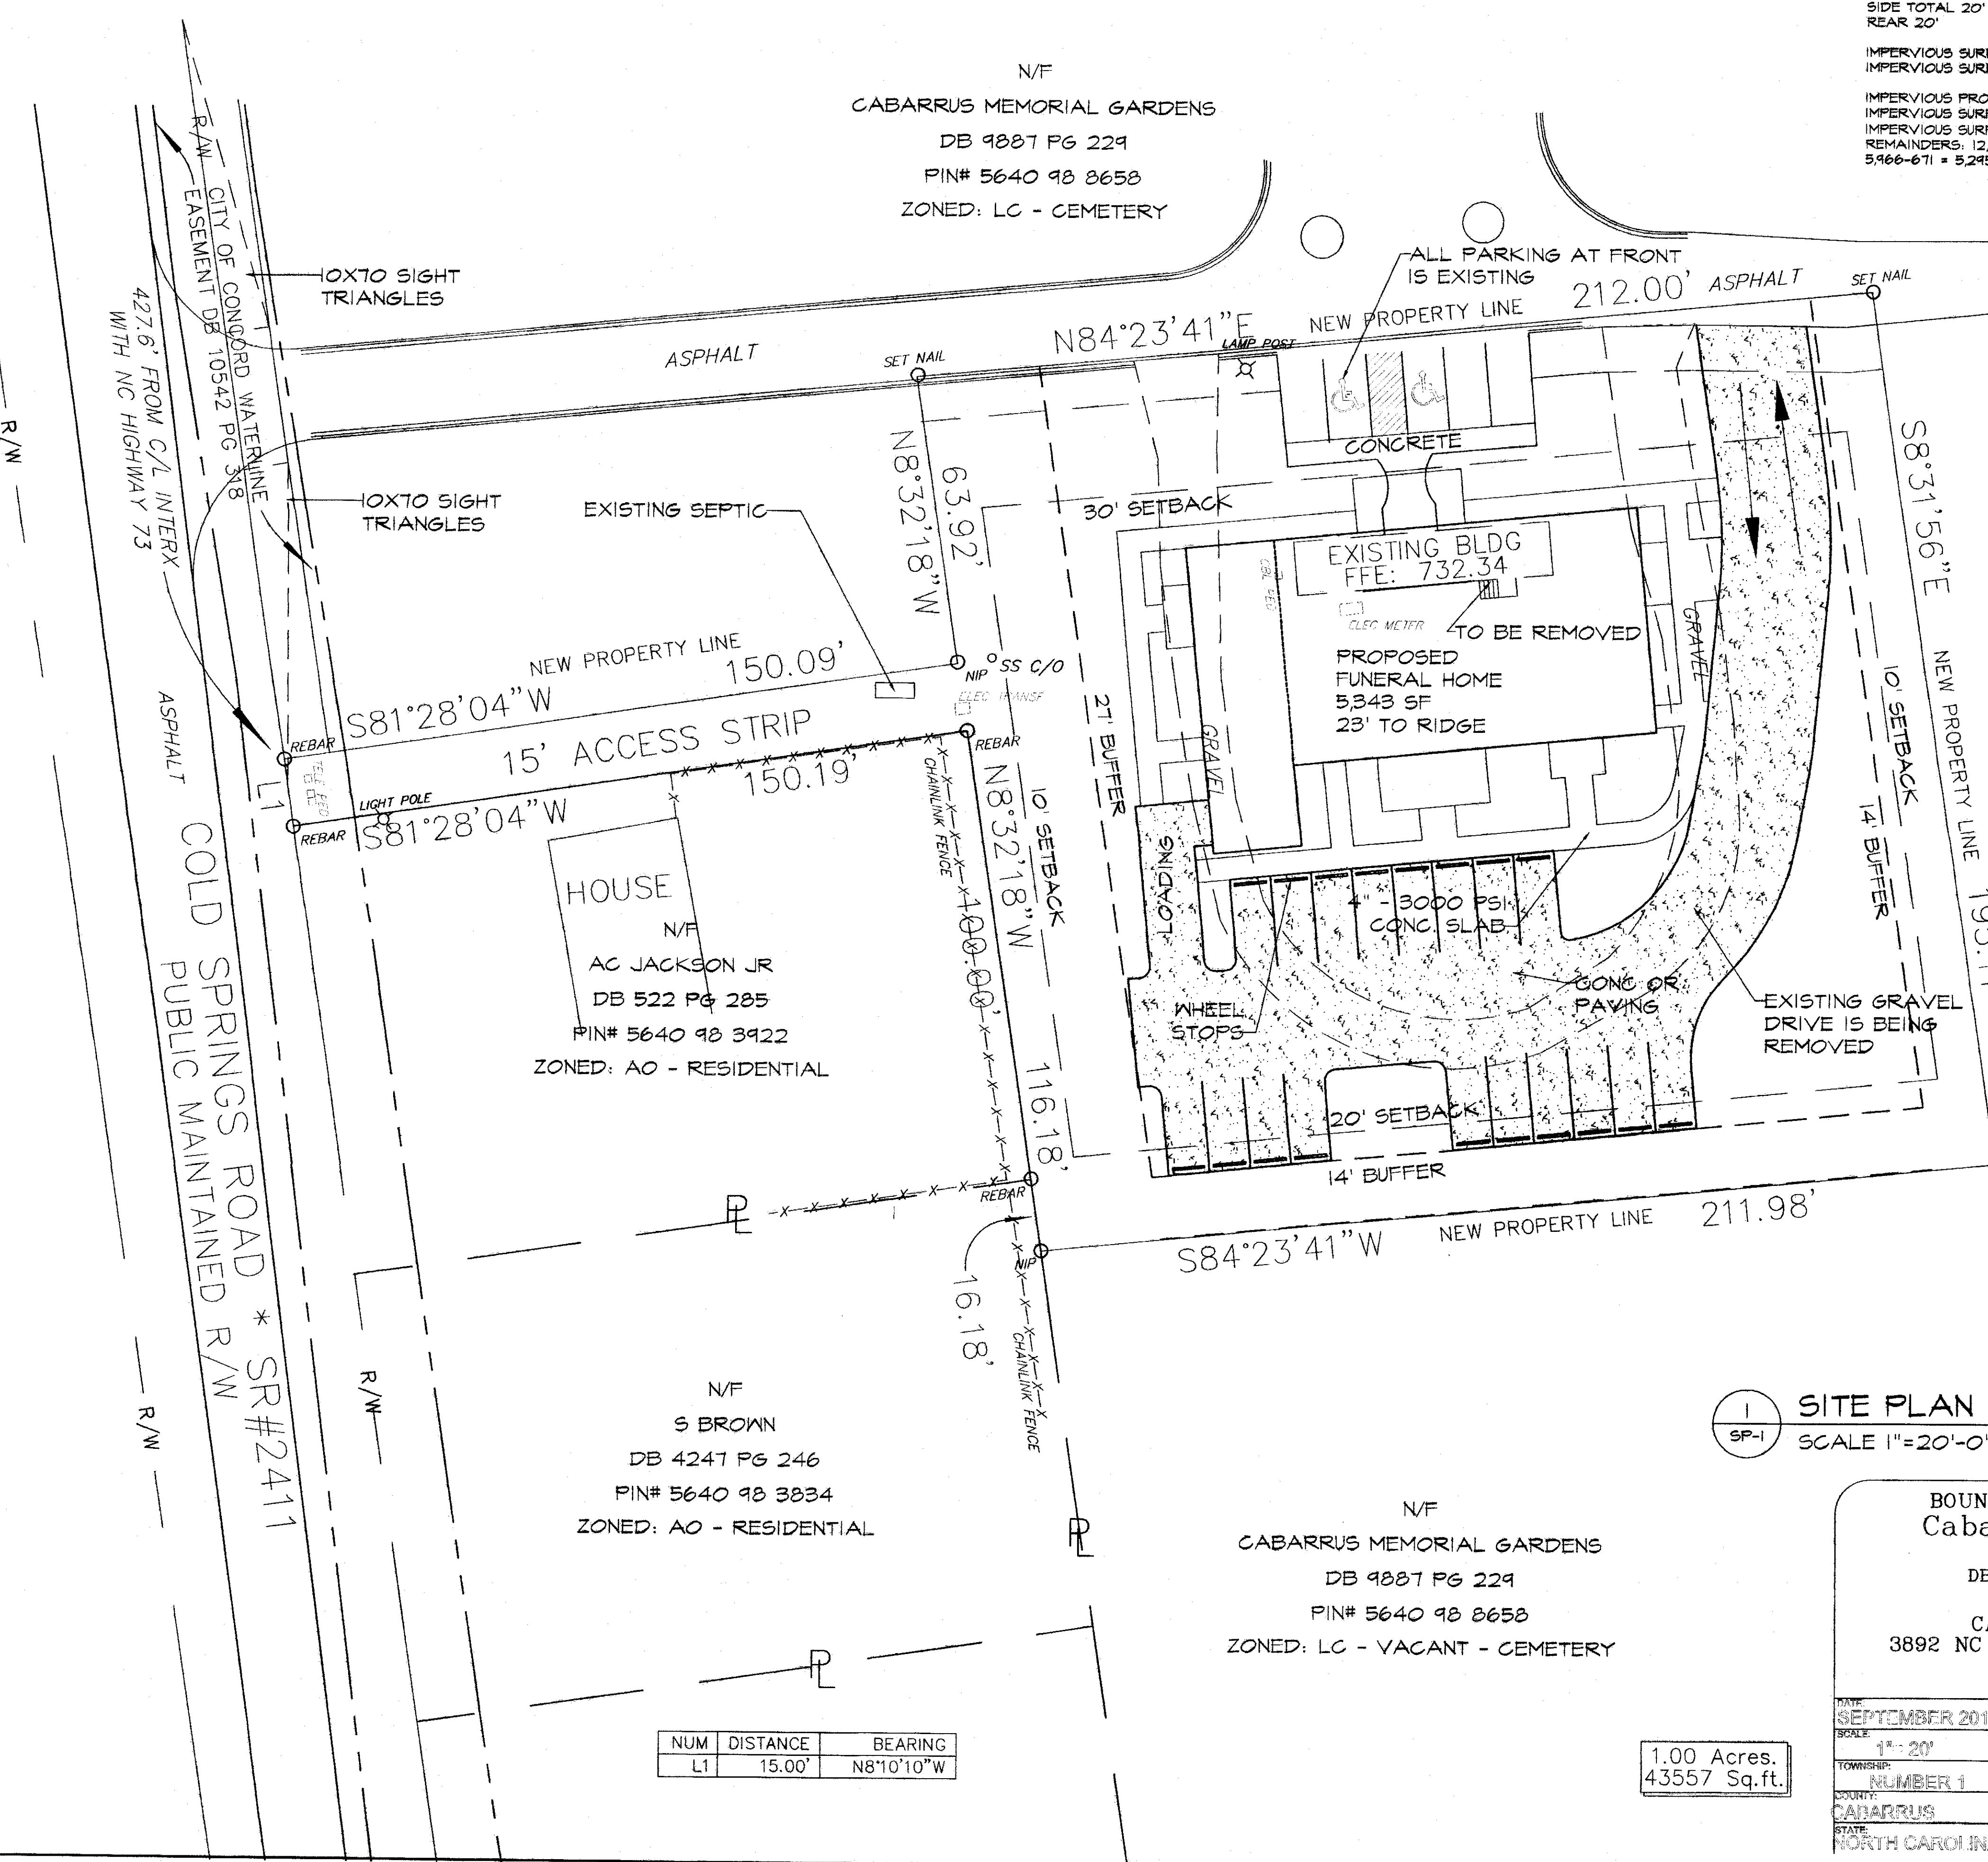 SIDE TOTAL 20'
REAR 20'
IMPERVIOUS
IMPERVIOUS
IMPERVIOUS
IMPERVIOUS
IMPERVIOUS
REMAINDERS: 12,
5,966-671 = 5,295
N/F
CABARRUS MEMORIAL GARDENS
DB 9887 PG 229
PIN# 5640 98 8658
ZONED: LC - CEMETERY
R/W
CITY OF CONCORD WATERLINE
EASEMENT DB 10542 PG 318
10X70 SIGHT
TRIANGLES
427.6' FROM C/L INTERX
WITH NC HIGHWAY 73
10X70 SIGHT
TRIANGLES
R/W
ASPHALT
SET NAIL
N84°23'41"E
LAMP POST
NEW PROPERTY LINE
212.00'
ASPHALT
SET NAIL
ALL PARKING AT FRONT
IS EXISTING
CONCRETE
EXISTING SEPTIC
N8°32'18"W
63.92'
30' SETBACK
S8°31'56"E
NEW PROPERTY LINE
EXISTING BLDG
FFE: 732.34
ELEC METER
TO BE REMOVED
PROPOSED
FUNERAL HOME
5,343 SF
23' TO RIDGE
GRAVEL
GRAVEL
10' SETBACK
14' BUFFER
27' BUFFER
NEW PROPERTY LINE
150.09'
S81°28'04"W
NIP
SS C/O
ELEC TRANSF
15' ACCESS STRIP
REBAR
REBAR
150.19'
L1
LIGHT POLE
REBAR
S81°28'04"W
CHAINLINK FENCE
N8°32'18"W
10' SETBACK
100.00'
116.18'
ASPHALT
COLD SPRINGS ROAD * SR#2411
PUBLIC MAINTAINED R/W
HOUSE
N/F
AC JACKSON JR
DB 522 PG 285
PIN# 5640 98 3922
ZONED: AO - RESIDENTIAL
LOADING
4" - 3000 PSI
CONC. SLAB
WHEEL
STOPS
CONC OR
PAVING
EXISTING GRAVEL
DRIVE IS BEING
REMOVED
20' SETBACK
14' BUFFER
REBAR
PL
NIP
S84°23'41"W
NEW PROPERTY LINE
211.98'
16.18'
CHAINLINK FENCE
R/W
R/W
N/F
S BROWN
DB 4247 PG 246
PIN# 5640 98 3834
ZONED: AO - RESIDENTIAL
PL
N/F
CABARRUS MEMORIAL GARDENS
DB 9887 PG 229
PIN# 5640 98 8658
ZONED: LC - VACANT - CEMETERY
PL
1
SP-1
SITE PLAN
SCALE 1"=20'-0"
NUM DISTANCE BEARING
L1 15.00' N8°10'10"W
1.00 Acres.
43557 Sq.ft.
3892 NC
DATE:
SEPTEMBER 201
SCALE:
1" = 20'
TOWNSHIP:
NUMBER 1
COUNTY:
CABARRUS
STATE:
NORTH CAROLIN